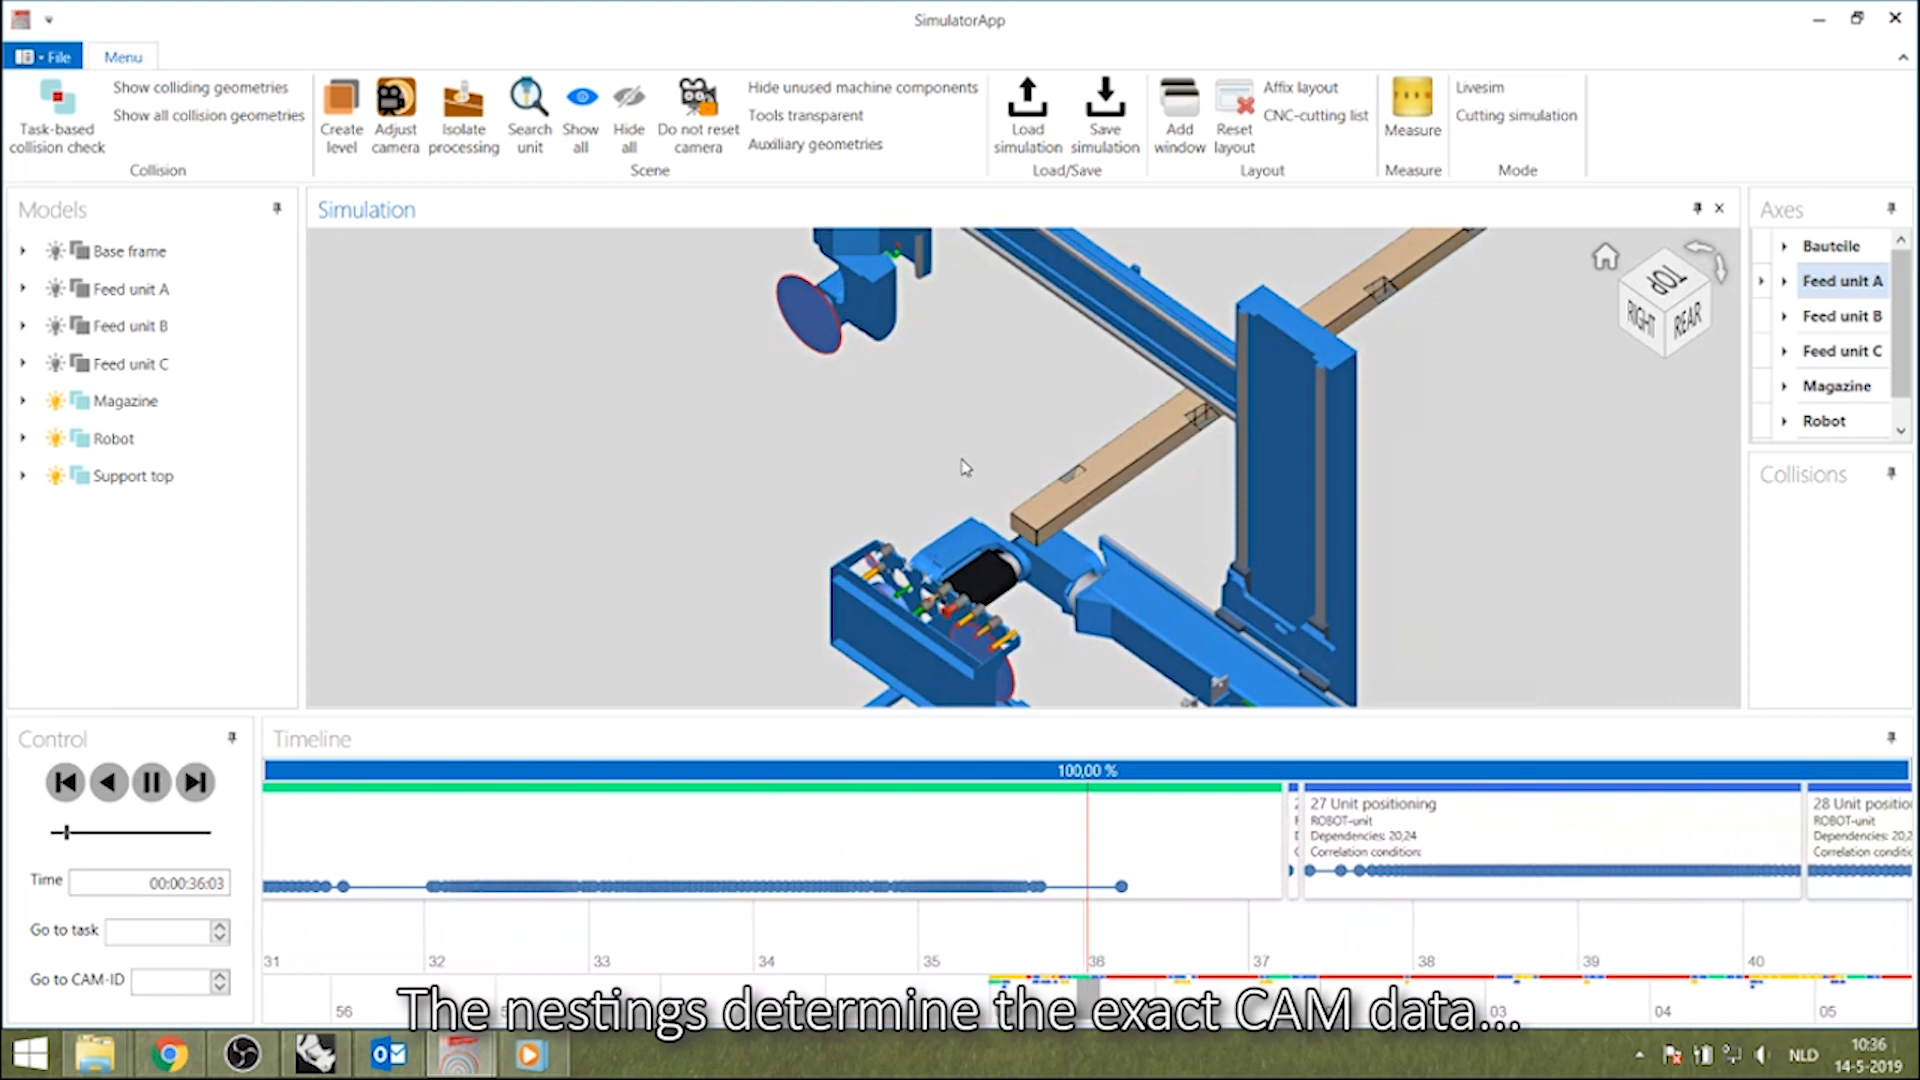 SimulatorApp
File
Menu
Show colliding geometries
Show all collision geometries
Task-based
collision check
Collision
Create
level
Adjust
camera
Isolate
processing
Search
unit
Show
all
Hide
all
Do not reset
camera
Hide unused machine components
Tools transparent
Auxiliary geometries
Scene
Load
simulation
Save
simulation
Load/Save
Add
window
Reset
layout
Affix layout
CNC-cutting list
Layout
Measure
Measure
Livesim
Cutting simulation
Mode
Models
Base frame
Feed unit A
Feed unit B
Feed unit C
Magazine
Robot
Support top
Simulation
TOP
RIGHT
REAR
Axes
Bauteile
Feed unit A
Feed unit B
Feed unit C
Magazine
Robot
Collisions
Control
Time
00:00:36:03
Go to task
Go to CAM-ID
Timeline
100,00 %
27 Unit positioning
ROBOT-unit
Dependencies: 20,24
Correlation condition:
28 Unit positio
ROBOT-unit
Dependencies: 20,2
Correlation conditic
31
32
33
34
35
36
37
38
39
40
56
03
04
05
The nestings determine the exact CAM data...
NLD
10:36
14-5-2019